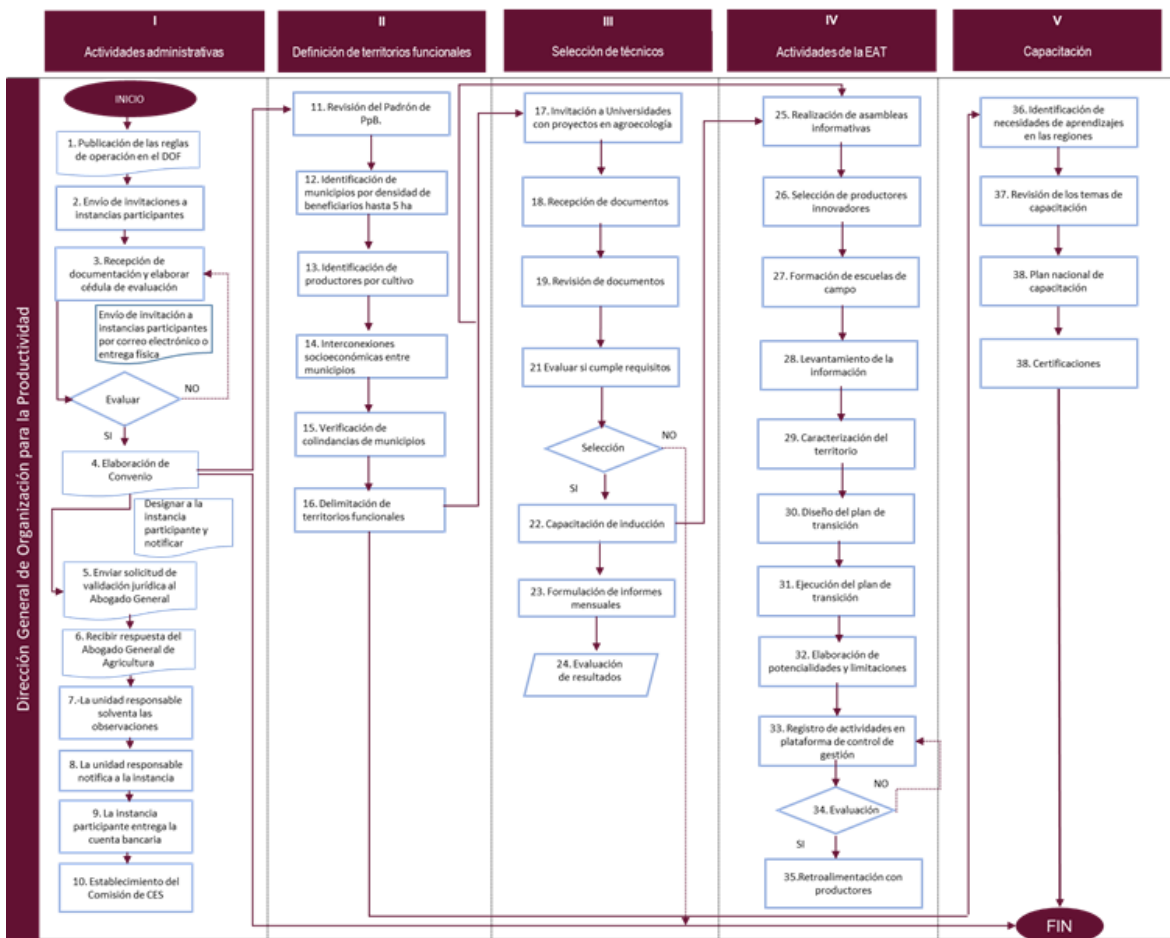 I
Actividades administrativas
II
Definición de territorios funcionales
III
Selección de técnicos
IV
Actividades de la EAT
V
Capacitación
Dirección General de Organización para la Productividad
INICIO
1. Publicación de las reglas
de operación en el DOF
2. Envío de invitaciones a
instancias participantes
3. Recepción de
documentación y elaborar
cédula de evaluación
Envío de invitación a
instancias participantes
por correo electrónico o
entrega física
Evaluar
NO
SI
4. Elaboración de
Convenio
Designar a la
instancia
participante y
notificar
5. Enviar solicitud de
validación jurídica al
Abogado General
6. Recibir respuesta del
Abogado General de
Agricultura
7.-La unidad responsable
solventa las
observaciones
8. La unidad responsable
notifica a la instancia
9. La instancia
participante entrega la
cuenta bancaria
10. Establecimiento del
Comisión de CES
11. Revisión del Padrón de
PpB.
12. Identificación de
municipios por densidad de
beneficiarios hasta 5 ha
13. Identificación de
productores por cultivo
14. Interconexiones
socioeconómicas entre
municipios
15. Verificación de
colindancias de municipios
16. Delimitación de
territorios funcionales
17. Invitación a Universidades
con proyectos en agroecología
18. Recepción de documentos
19. Revisión de documentos
21 Evaluar si cumple requisitos
Selección
NO
SI
22. Capacitación de inducción
23. Formulación de informes
mensuales
24. Evaluación
de resultados
25. Realización de asambleas
informativas
26. Selección de productores
innovadores
27. Formación de escuelas de
campo
28. Levantamiento de la
información
29. Caracterización del
territorio
30. Diseño del plan de
transición
31. Ejecución del plan de
transición
32. Elaboración de
potencialidades y limitaciones
33. Registro de actividades en
plataforma de control de
gestión
NO
34. Evaluación
SI
35.Retroalimentación con
productores
36. Identificación de
necesidades de aprendizajes
en las regiones
37. Revisión de los temas de
capacitación
38. Plan nacional de
capacitación
38. Certificaciones
FIN